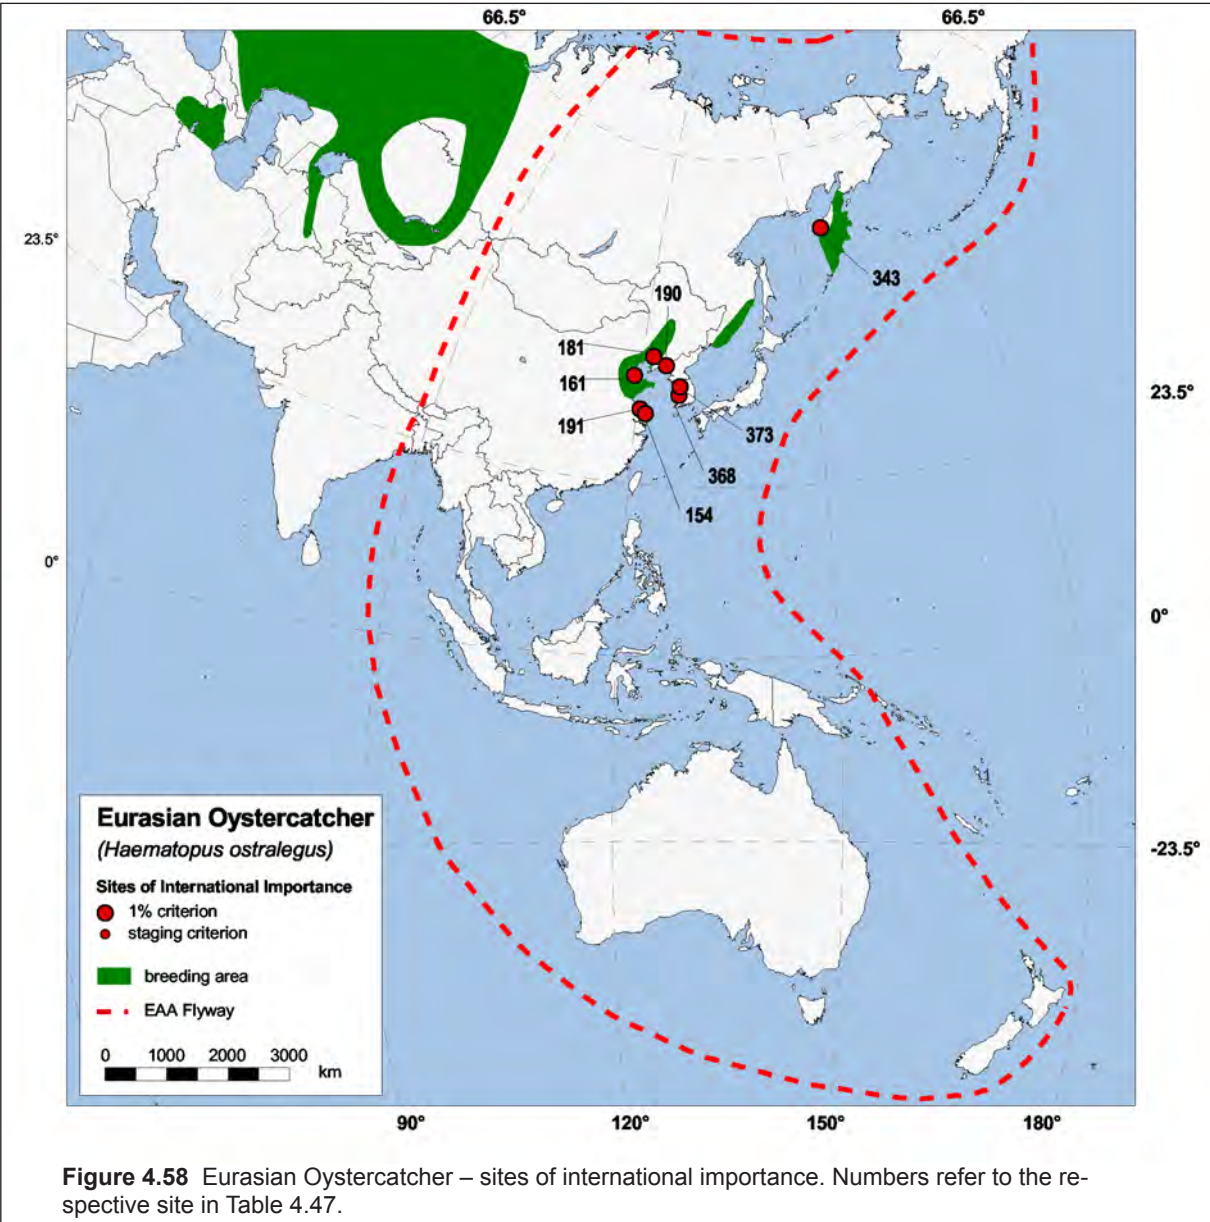 66.5° 66.5°
23.5°
343
190
181
161
23.5°
191
373
368
154
0°
0°
Eurasian Oystercatcher
(Haematopus ostralegus)
-23.5°
Sites of International Importance
1% criterion
staging criterion
breeding area
EAA Flyway
0 1000 2000 3000
km
90° 120° 150° 180°
Figure 4.58 Eurasian Oystercatcher – sites of international importance. Numbers refer to the re-
spective site in Table 4.47.